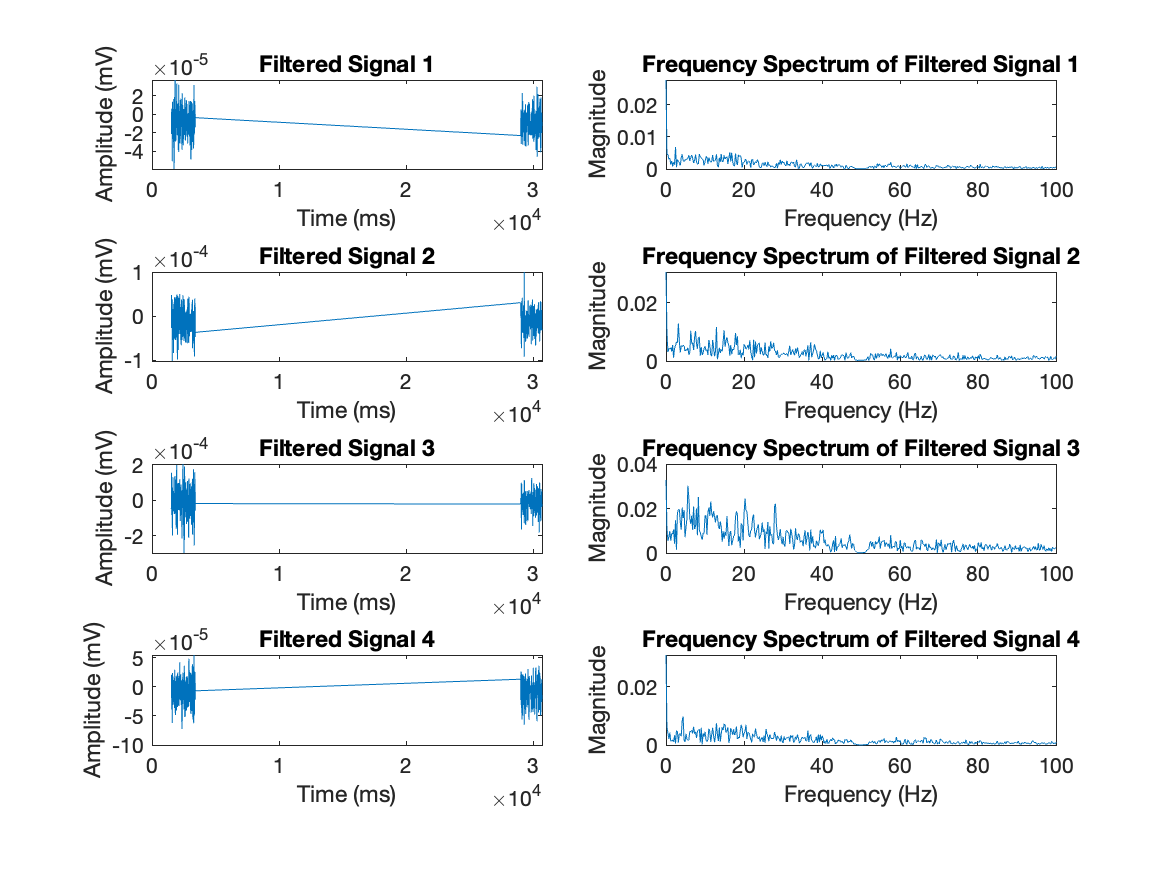 Filtered Signal 1
×10-5
Amplitude (mV)
2
0
-2
-4
0 1 2 3
Time (ms)
×104
Frequency Spectrum of Filtered Signal 1
Magnitude
0.02
0.01
0
0 20 40 60 80 100
Frequency (Hz)
Filtered Signal 2
×10-4
Amplitude (mV)
1
0
-1
0 1 2 3
Time (ms)
×104
Frequency Spectrum of Filtered Signal 2
Magnitude
0.02
0
0 20 40 60 80 100
Frequency (Hz)
Filtered Signal 3
×10-4
Amplitude (mV)
2
0
-2
0 1 2 3
Time (ms)
×104
Frequency Spectrum of Filtered Signal 3
Magnitude
0.04
0.02
0
0 20 40 60 80 100
Frequency (Hz)
Filtered Signal 4
×10-5
Amplitude (mV)
5
0
-5
-10
0 1 2 3
Time (ms)
×104
Frequency Spectrum of Filtered Signal 4
Magnitude
0.02
0
0 20 40 60 80 100
Frequency (Hz)